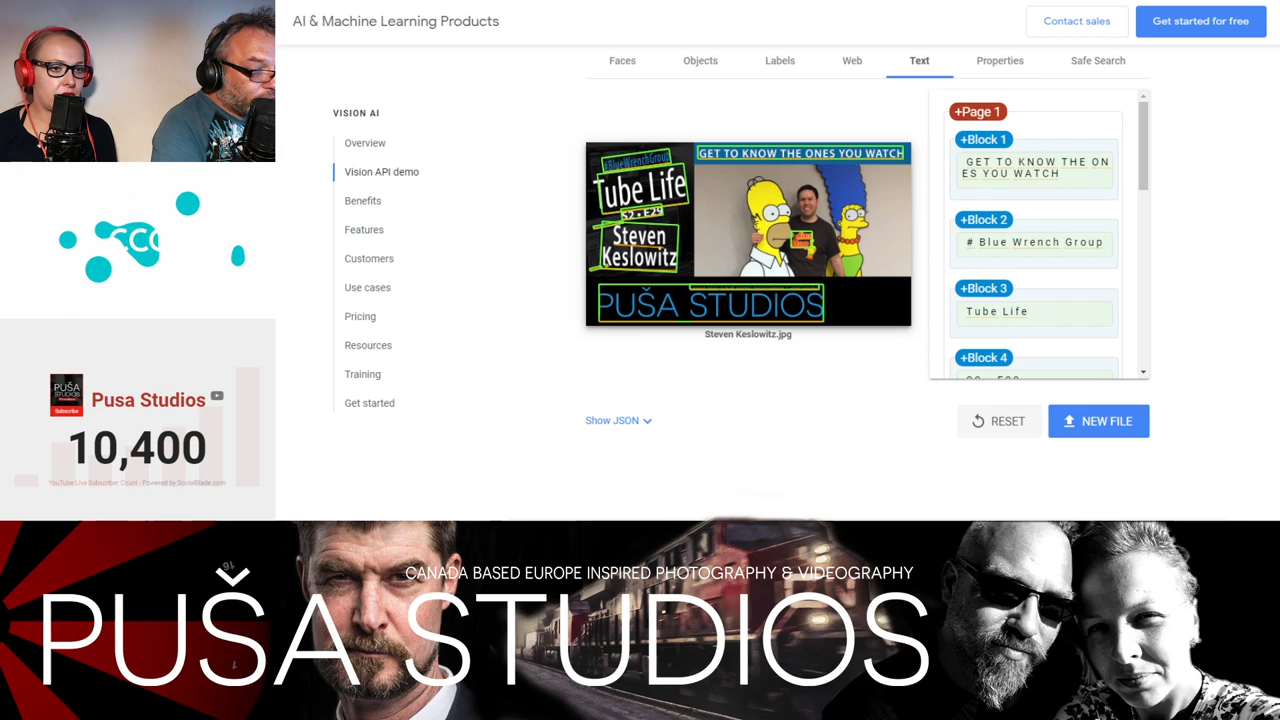 AI & Machine Learning Products
Contact sales
Get started for free
Faces
Objects
Labels
Web
Text
Properties
Safe Search
VISION AI
Overview
Vision API demo
Benefits
Features
Customers
Use cases
Pricing
Resources
Training
Get started
#BlueWrenchGroup
GET TO KNOW THE ONES YOU WATCH
Tube Life
S2 • E29
Steven
Keslowitz
PUŠA STUDIOS
Steven Keslowitz.jpg
+Page 1
+Block 1
GET TO KNOW THE ON
ES YOU WATCH
+Block 2
# Blue Wrench Group
+Block 3
Tube Life
+Block 4
Show JSON
RESET
NEW FILE
PUŠA
STUDIOS
Subscribe
Pusa Studios
10,400
YouTube Live Subscriber Count - Powered by SocialBlade.com
CANADA BASED EUROPE INSPIRED PHOTOGRAPHY & VIDEOGRAPHY
PUŠA STUDIOS